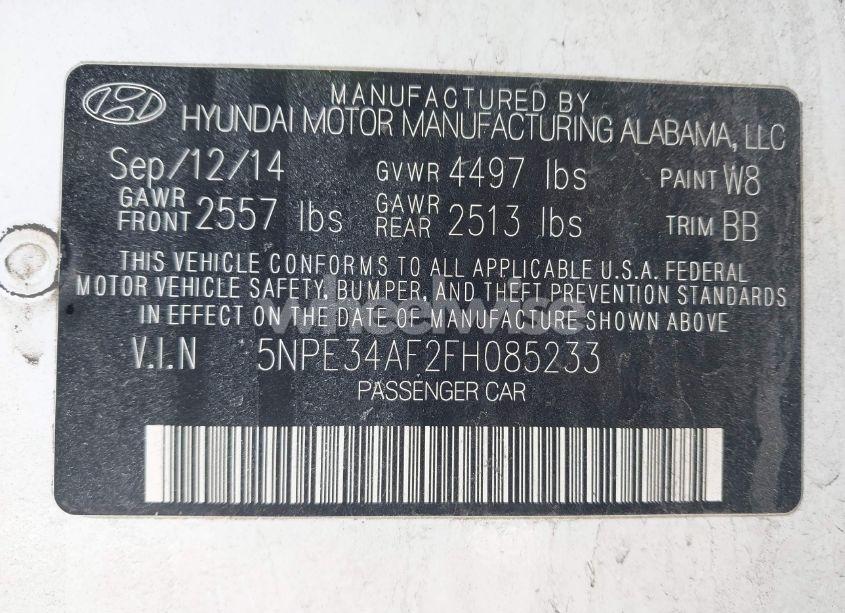 MANUFACTURED BY
HYUNDAI MOTOR MANUFACTURING ALABAMA, LLC
Sep/12/14 GVWR 4497 lbs PAINT W8
GAWR FRONT 2557 lbs GAWR REAR 2513 lbs TRIM BB
THIS VEHICLE CONFORMS TO ALL APPLICABLE U.S.A. FEDERAL
MOTOR VEHICLE SAFETY, BUMPER, AND THEFT PREVENTION STANDARDS
IN EFFECT ON THE DATE OF MANUFACTURE SHOWN ABOVE
wheelwise
V.I.N 5NPE34AF2FH085233
PASSENGER CAR